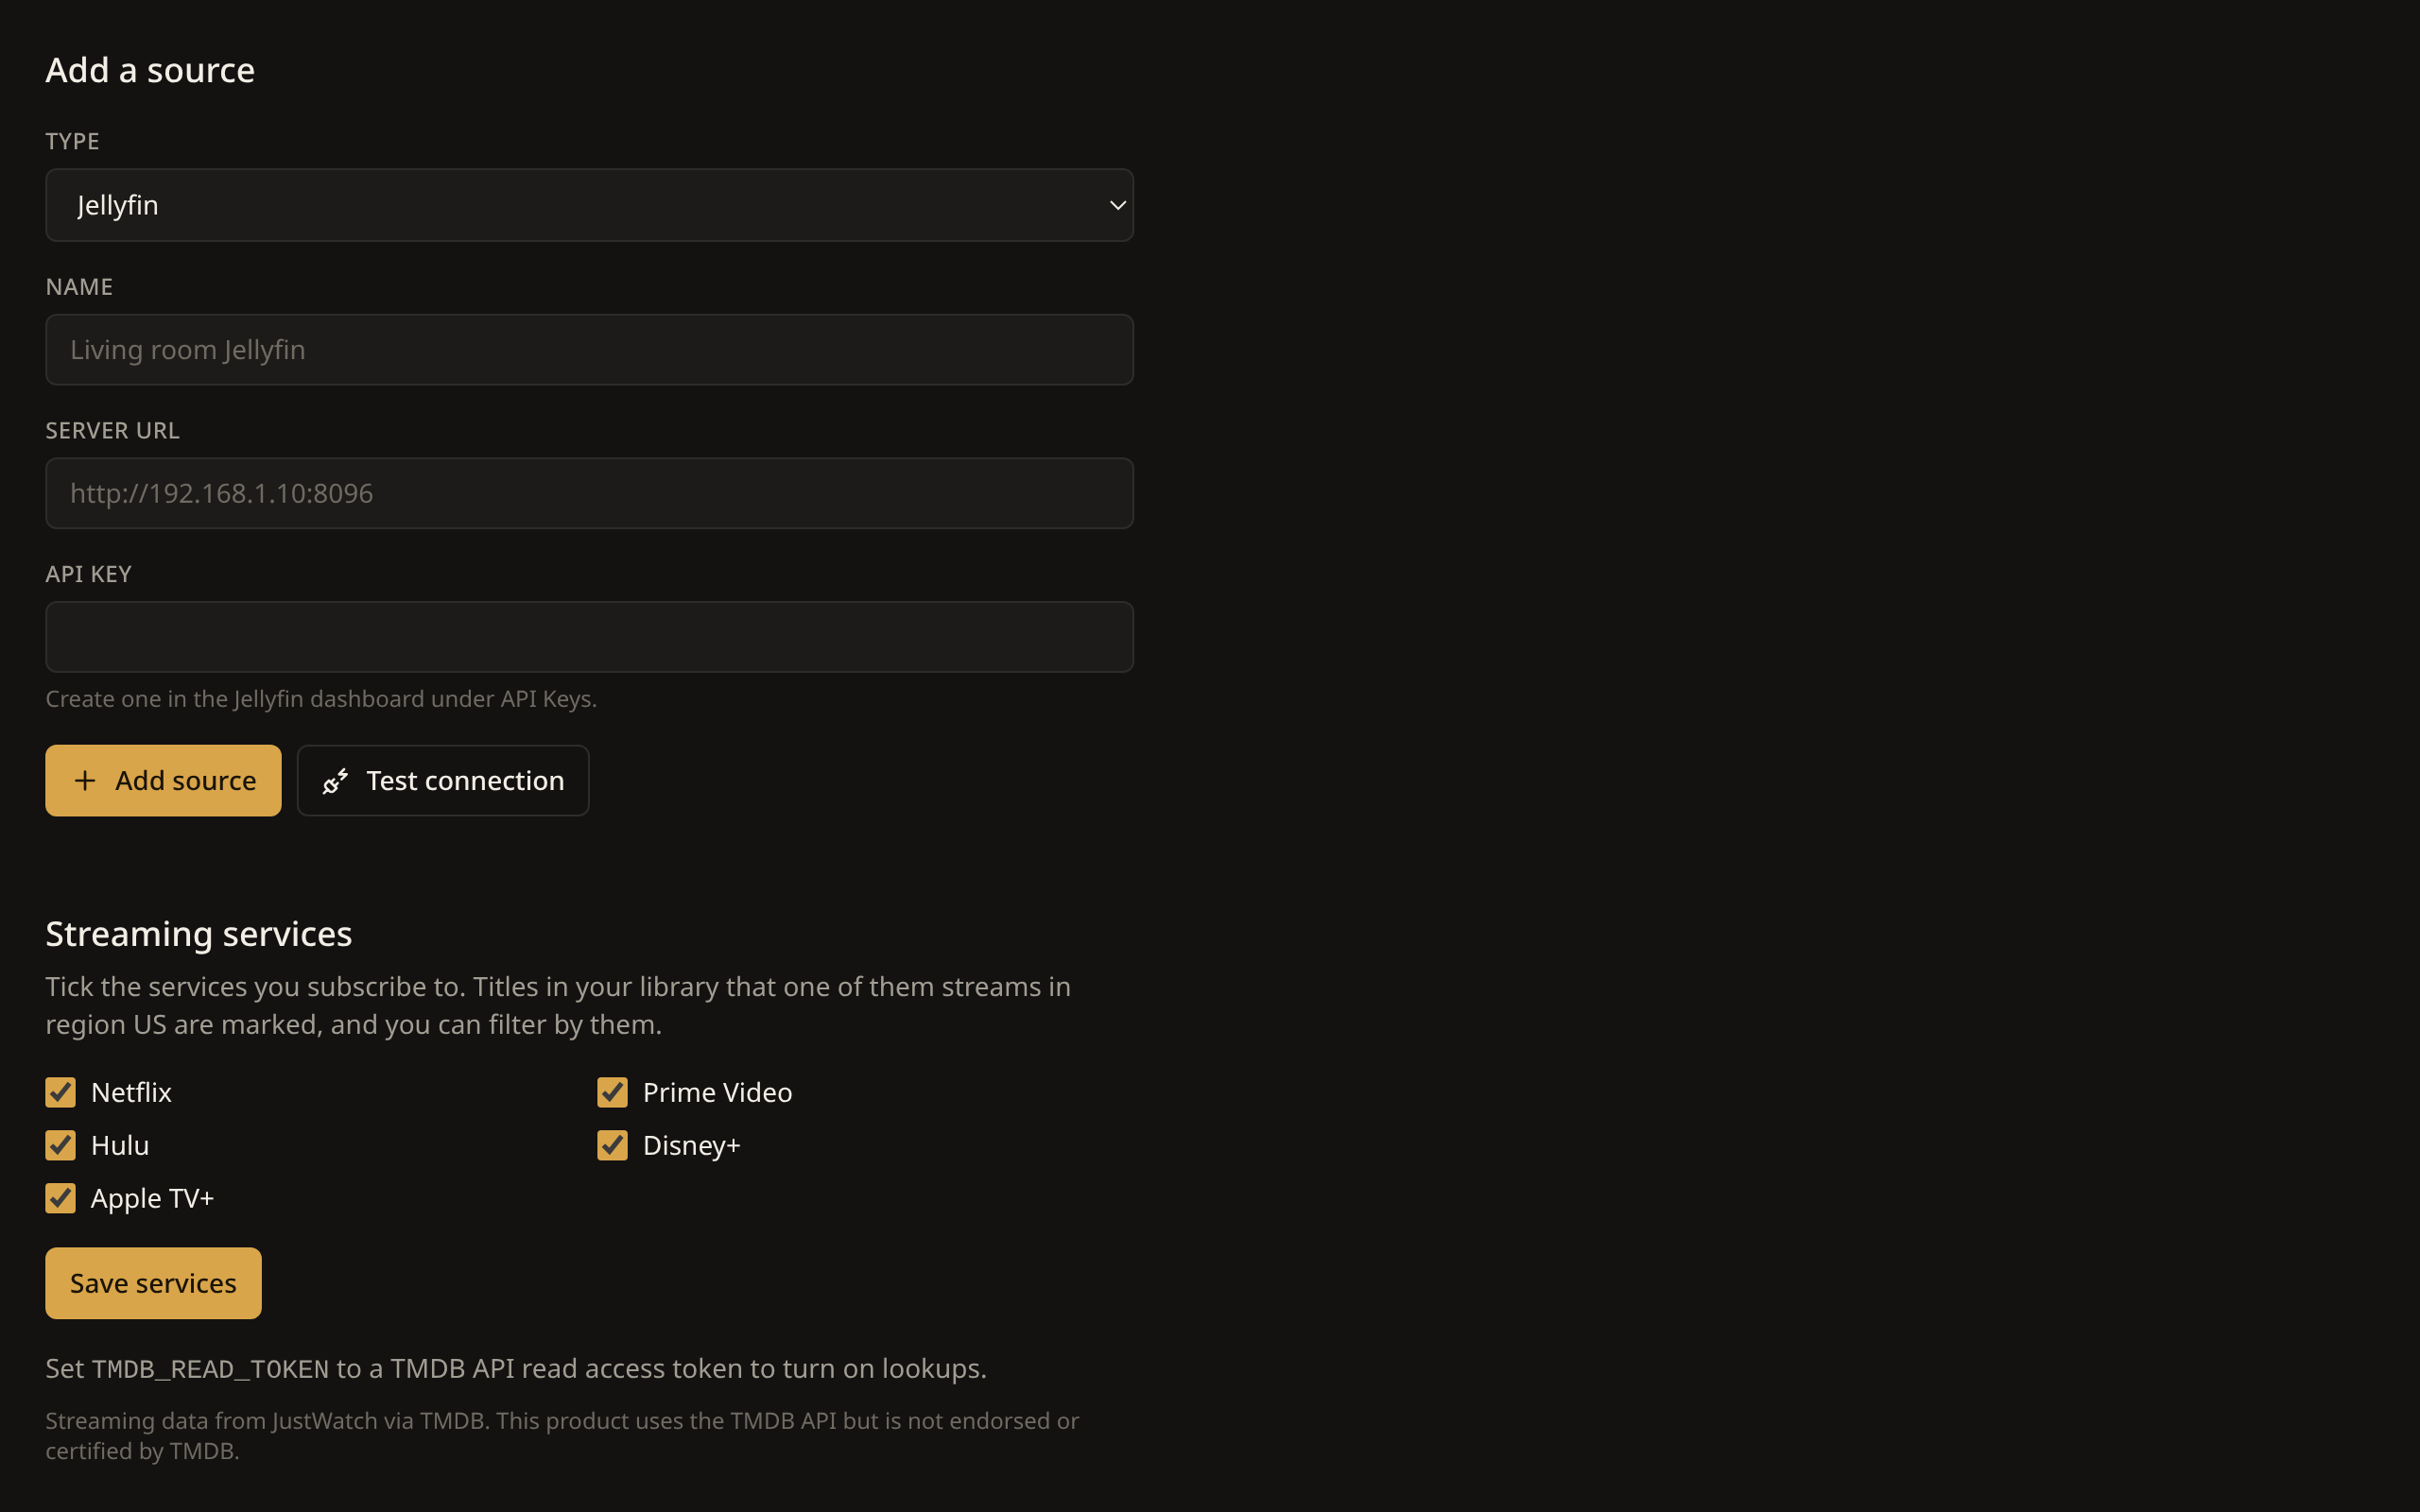 Add a source
TYPE
Jellyfin
NAME
Living room Jellyfin
SERVER URL
http://192.168.1.10:8096
API KEY
Create one in the Jellyfin dashboard under API Keys.
Add source
Test connection
Streaming services
Tick the services you subscribe to. Titles in your library that one of them streams in
region US are marked, and you can filter by them.
Netflix
Prime Video
Hulu
Disney+
Apple TV+
Save services
Set TMDB_READ_TOKEN to a TMDB API read access token to turn on lookups.
Streaming data from JustWatch via TMDB. This product uses the TMDB API but is not endorsed or
certified by TMDB.